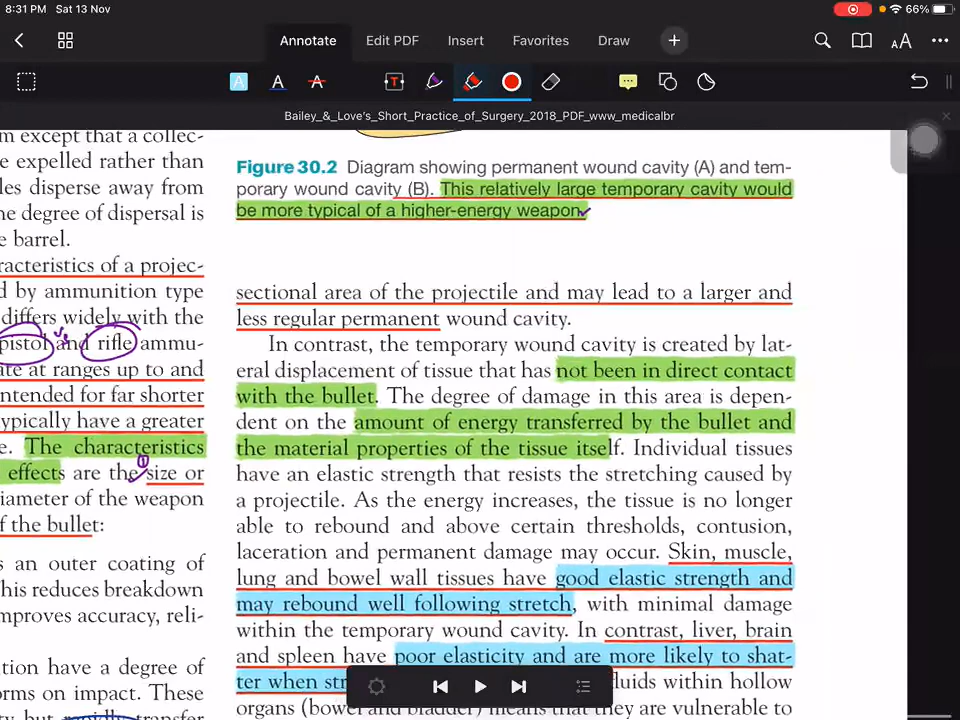 8:31 PM Sat 13 Nov
66%
Annotate Edit PDF Insert Favorites Draw
AA
A A A T
Bailey_&_Love's_Short_Practice_of_Surgery_2018_PDF_www_medicalbr
m except that a collec-
e expelled rather than
les disperse away from
ne degree of dispersal is
e barrel.
racteristics of a projec-
d by ammunition type
differs widely with the
pistol vs and rifle ammu-
ate at ranges up to and
ntended for far shorter
ypically have a greater
e. The characteristics
effects are the 1 size or
iameter of the weapon
of the bullet:
s an outer coating of
This reduces breakdown
mproves accuracy, reli-
tion have a degree of
orms on impact. These
ty but rapidly transfer
Figure 30.2 Diagram showing permanent wound cavity (A) and tem-
porary wound cavity (B). This relatively large temporary cavity would
be more typical of a higher-energy weapon.
sectional area of the projectile and may lead to a larger and
less regular permanent wound cavity.
In contrast, the temporary wound cavity is created by lat-
eral displacement of tissue that has not been in direct contact
with the bullet. The degree of damage in this area is depen-
dent on the amount of energy transferred by the bullet and
the material properties of the tissue itself. Individual tissues
have an elastic strength that resists the stretching caused by
a projectile. As the energy increases, the tissue is no longer
able to rebound and above certain thresholds, contusion,
laceration and permanent damage may occur. Skin, muscle,
lung and bowel wall tissues have good elastic strength and
may rebound well following stretch, with minimal damage
within the temporary wound cavity. In contrast, liver, brain
and spleen have poor elasticity and are more likely to shat-
ter when str fluids within hollow
organs (bowel and bladder) means that they are vulnerable to